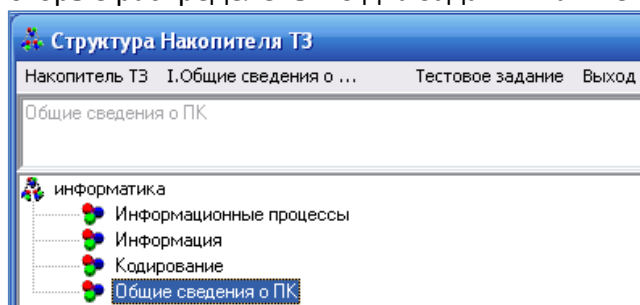 Структура Накопителя ТЗ
Накопитель ТЗ I.Общие сведения о ... Тестовое задание Выход
Общие сведения о ПК
информатика
Информационные процессы
Информация
Кодирование
Общие сведения о ПК